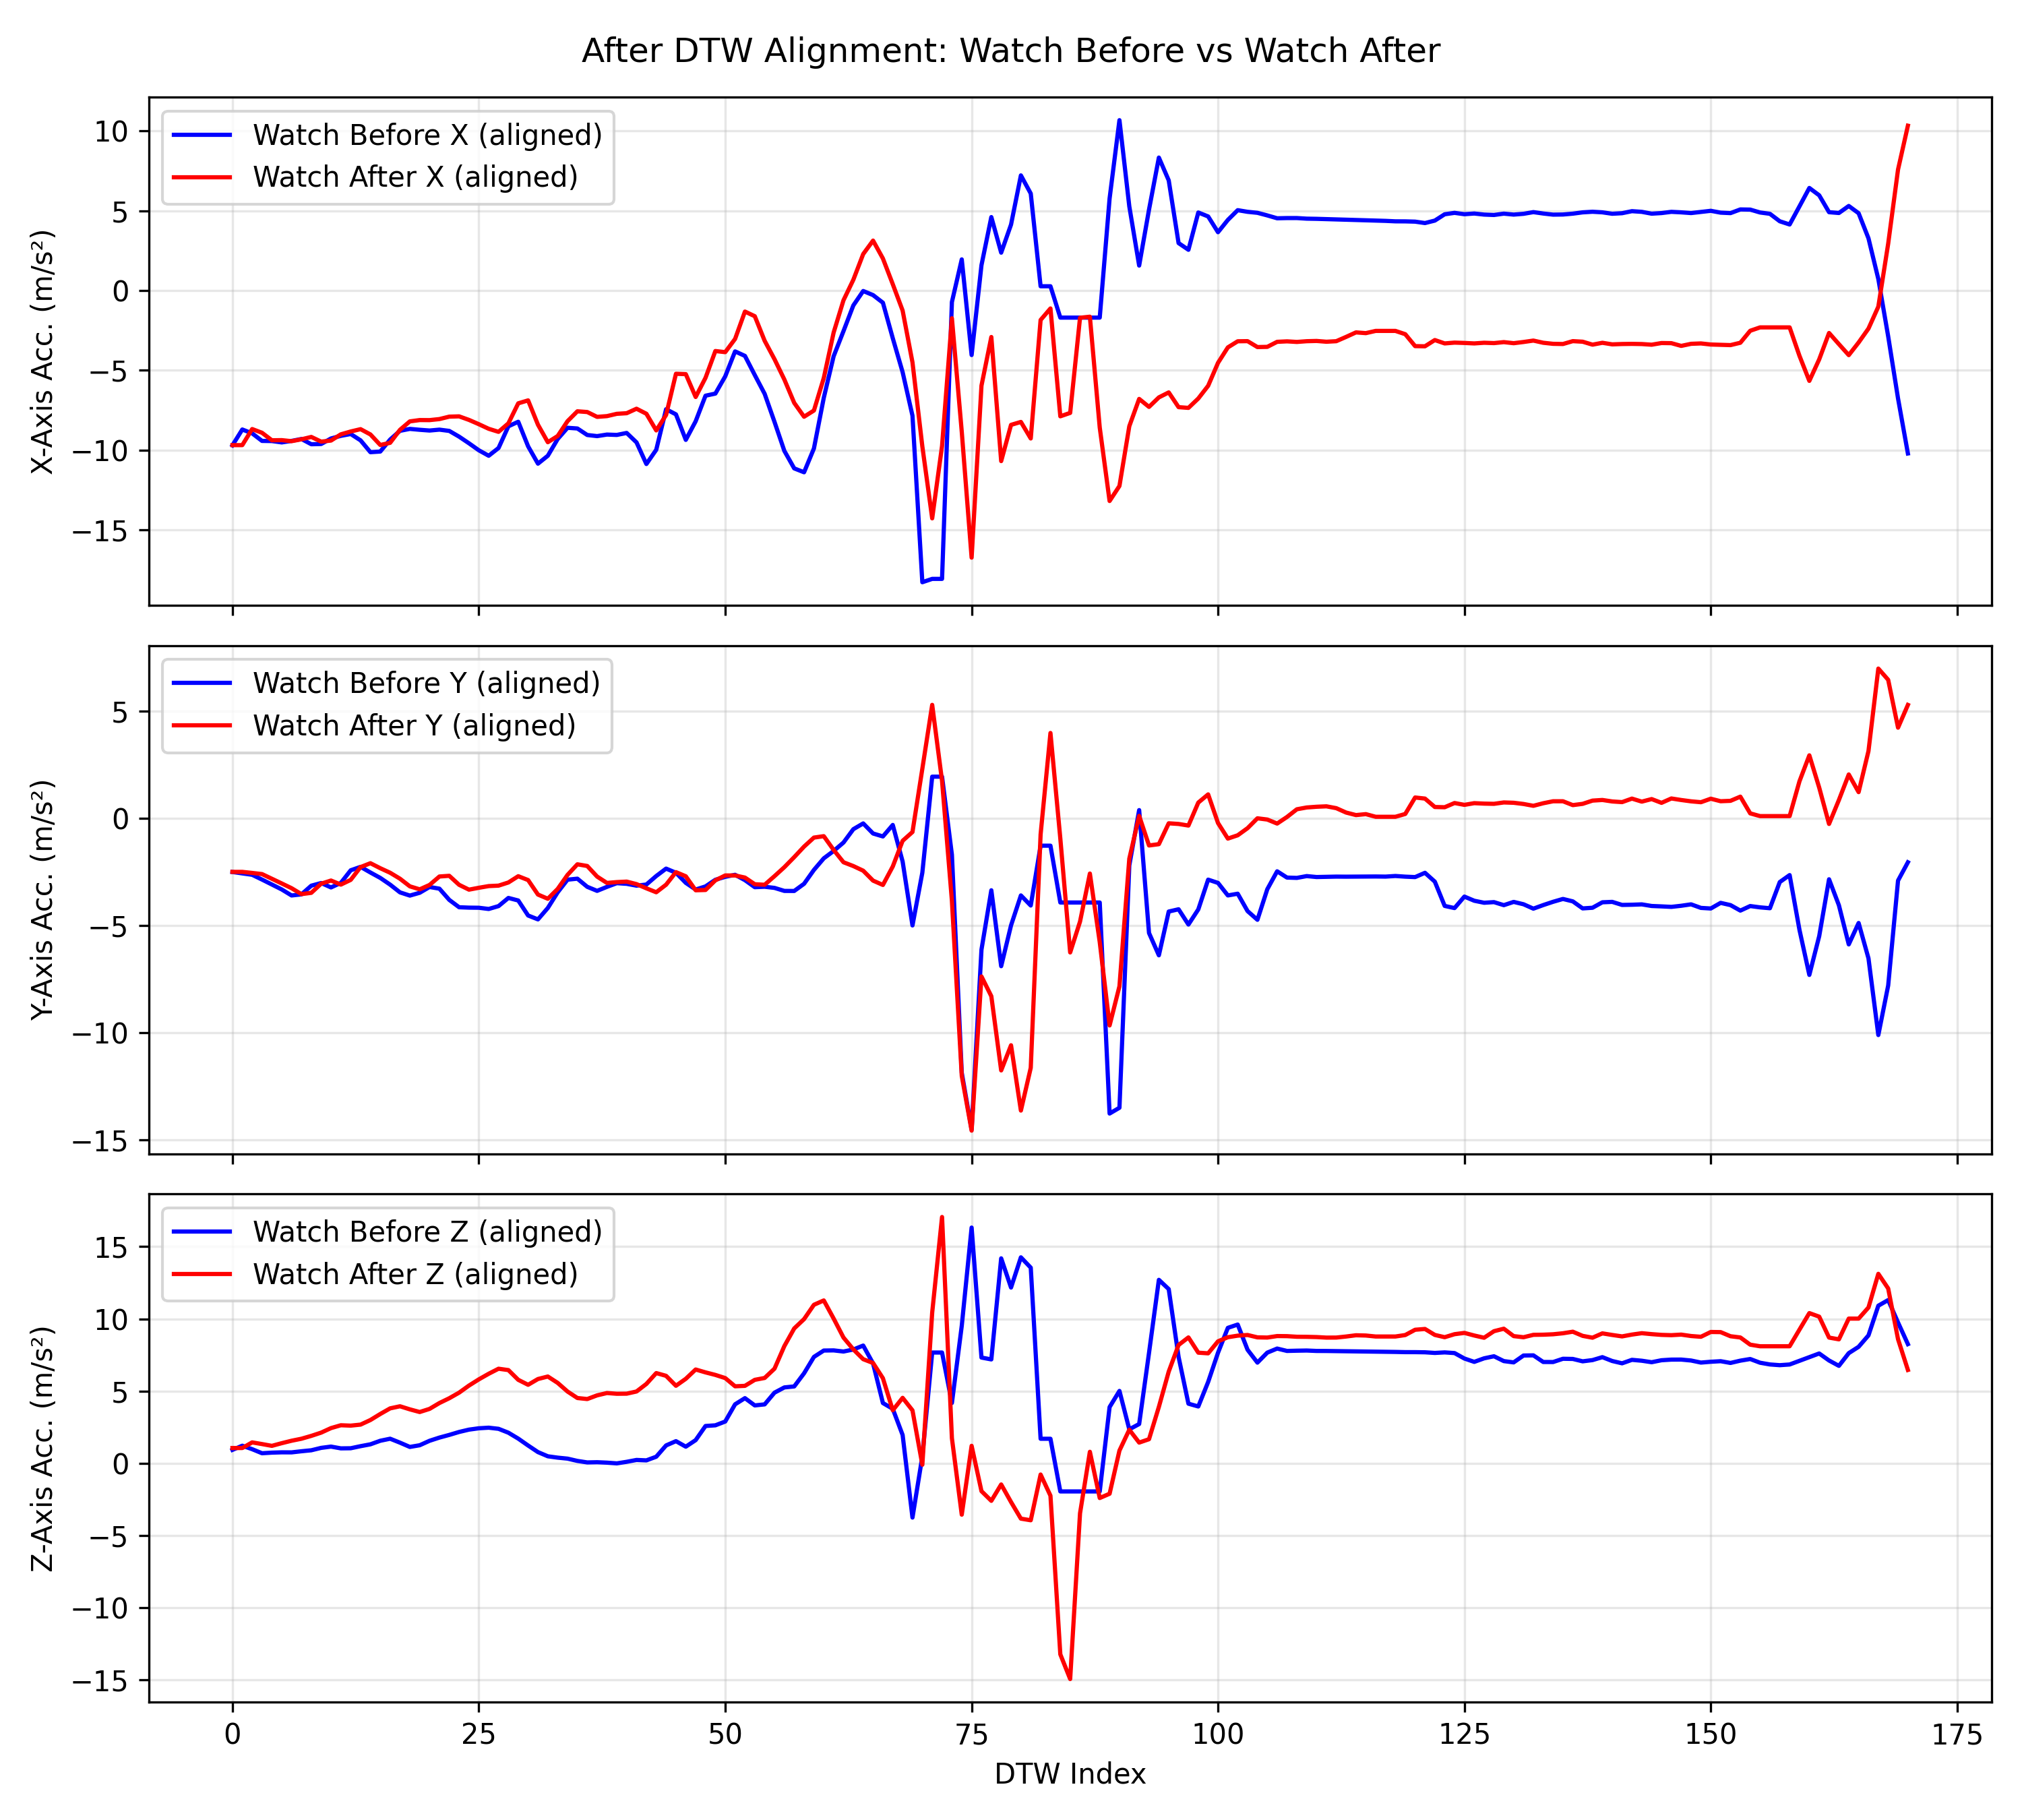 After DTW Alignment: Watch Before vs Watch After
Watch Before X (aligned)
Watch After X (aligned)
X-Axis Acc. (m/s²)
10
5
0
−5
−10
−15
Watch Before Y (aligned)
Watch After Y (aligned)
Y-Axis Acc. (m/s²)
5
0
−5
−10
−15
Watch Before Z (aligned)
Watch After Z (aligned)
Z-Axis Acc. (m/s²)
15
10
5
0
−5
−10
−15
0 25 50 75 100 125 150 175
DTW Index